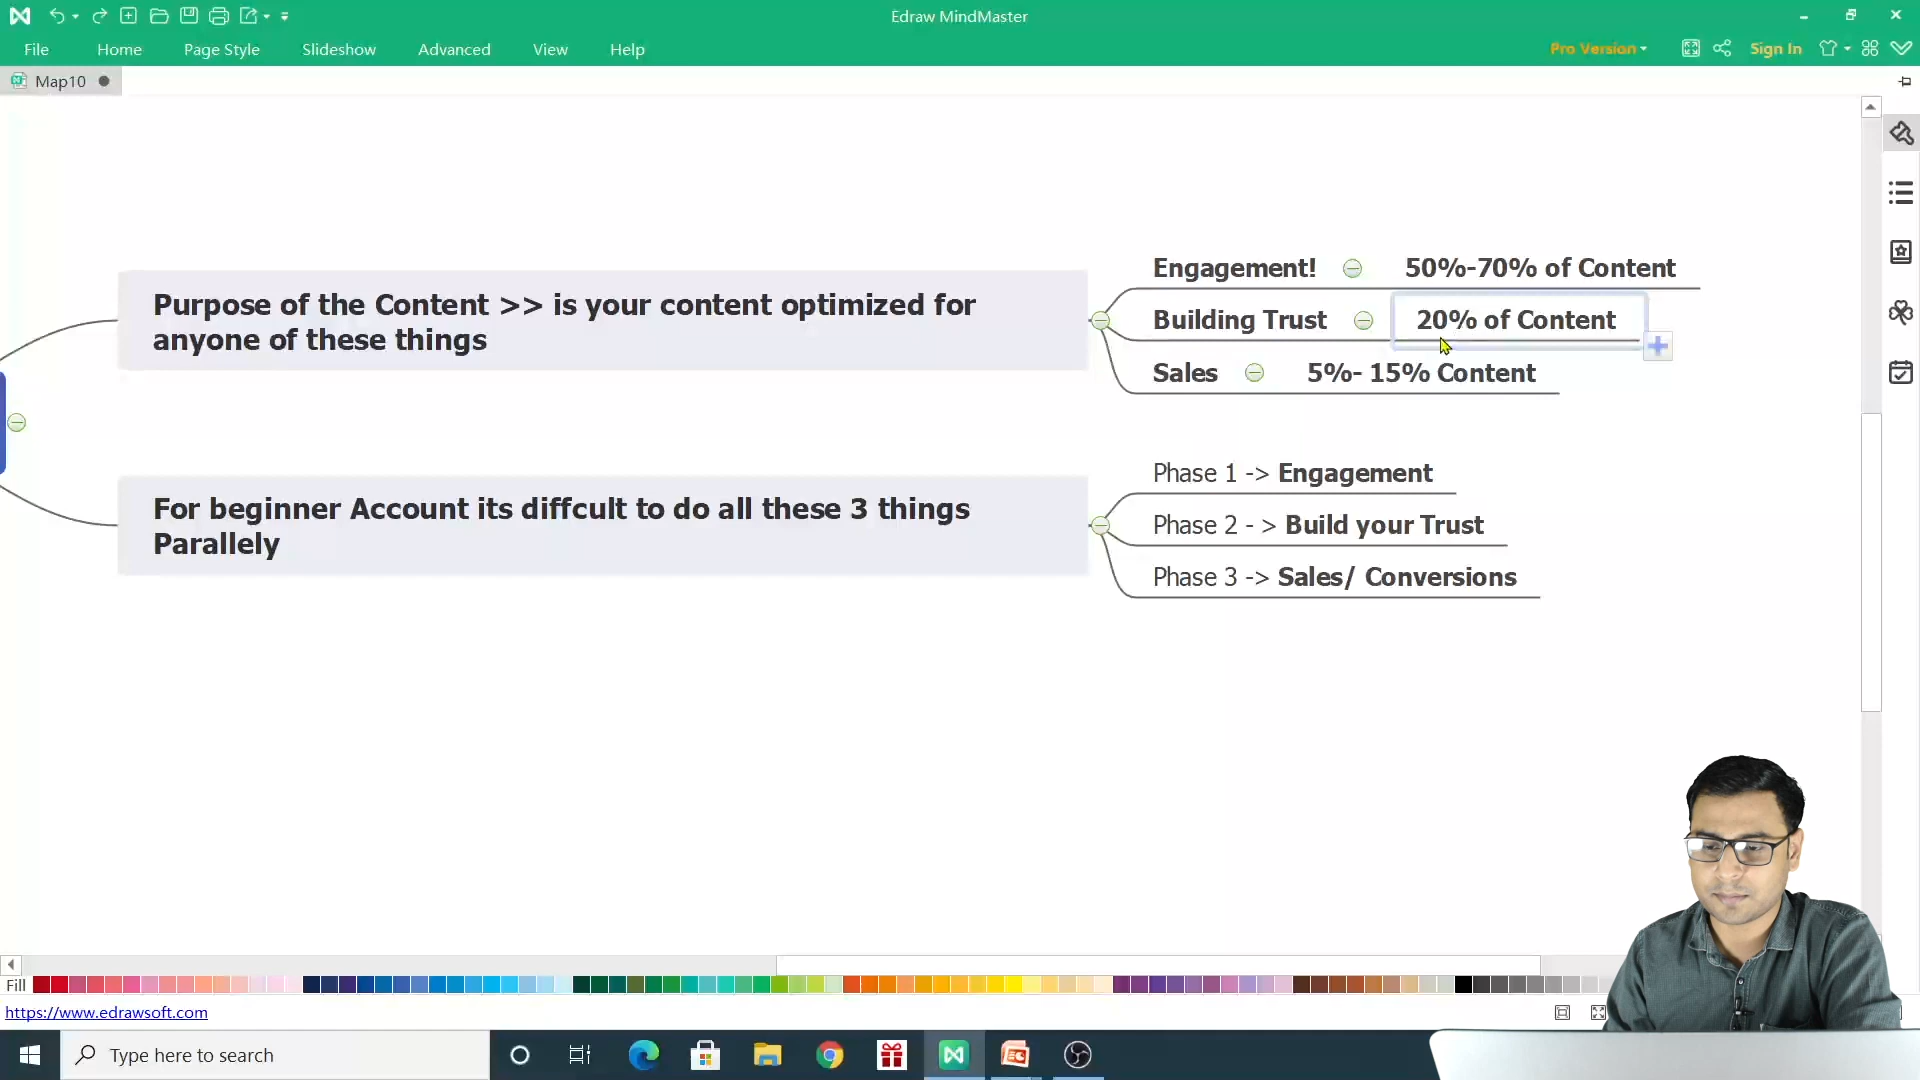 Edraw MindMaster
File Home Page Style Slideshow Advanced View Help
Pro Version Sign In
Map10
Purpose of the Content >> is your content optimized for
anyone of these things
Engagement! 50%-70% of Content
Building Trust 20% of Content
Sales 5%- 15% Content
For beginner Account its diffcult to do all these 3 things
Parallely
Phase 1 -> Engagement
Phase 2 - > Build your Trust
Phase 3 -> Sales/ Conversions
Fill
https://www.edrawsoft.com
Type here to search